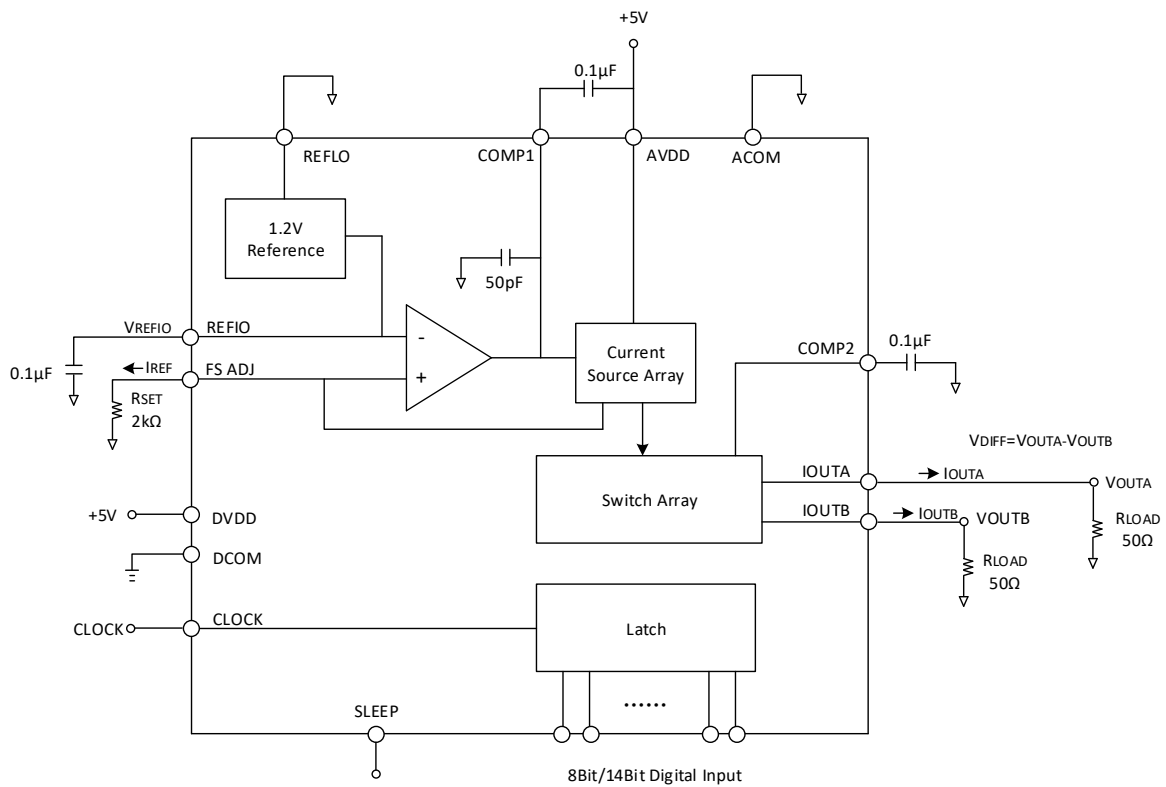 +5V
0.1µF
REFLO
COMP1
AVDD
ACOM
1.2V
Reference
50pF
VREFIO
REFIO
-
Current
Source Array
COMP2
0.1µF
0.1µF
IREF
FS ADJ
+
RSET
2kΩ
VDIFF=VOUTA-VOUTB
Switch Array
IOUTA
IOUTA
VOUTA
IOUTB
IOUTB
VOUTB
RLOAD
50Ω
RLOAD
50Ω
+5V
DVDD
DCOM
CLOCK
CLOCK
Latch
SLEEP
......
8Bit/14Bit Digital Input